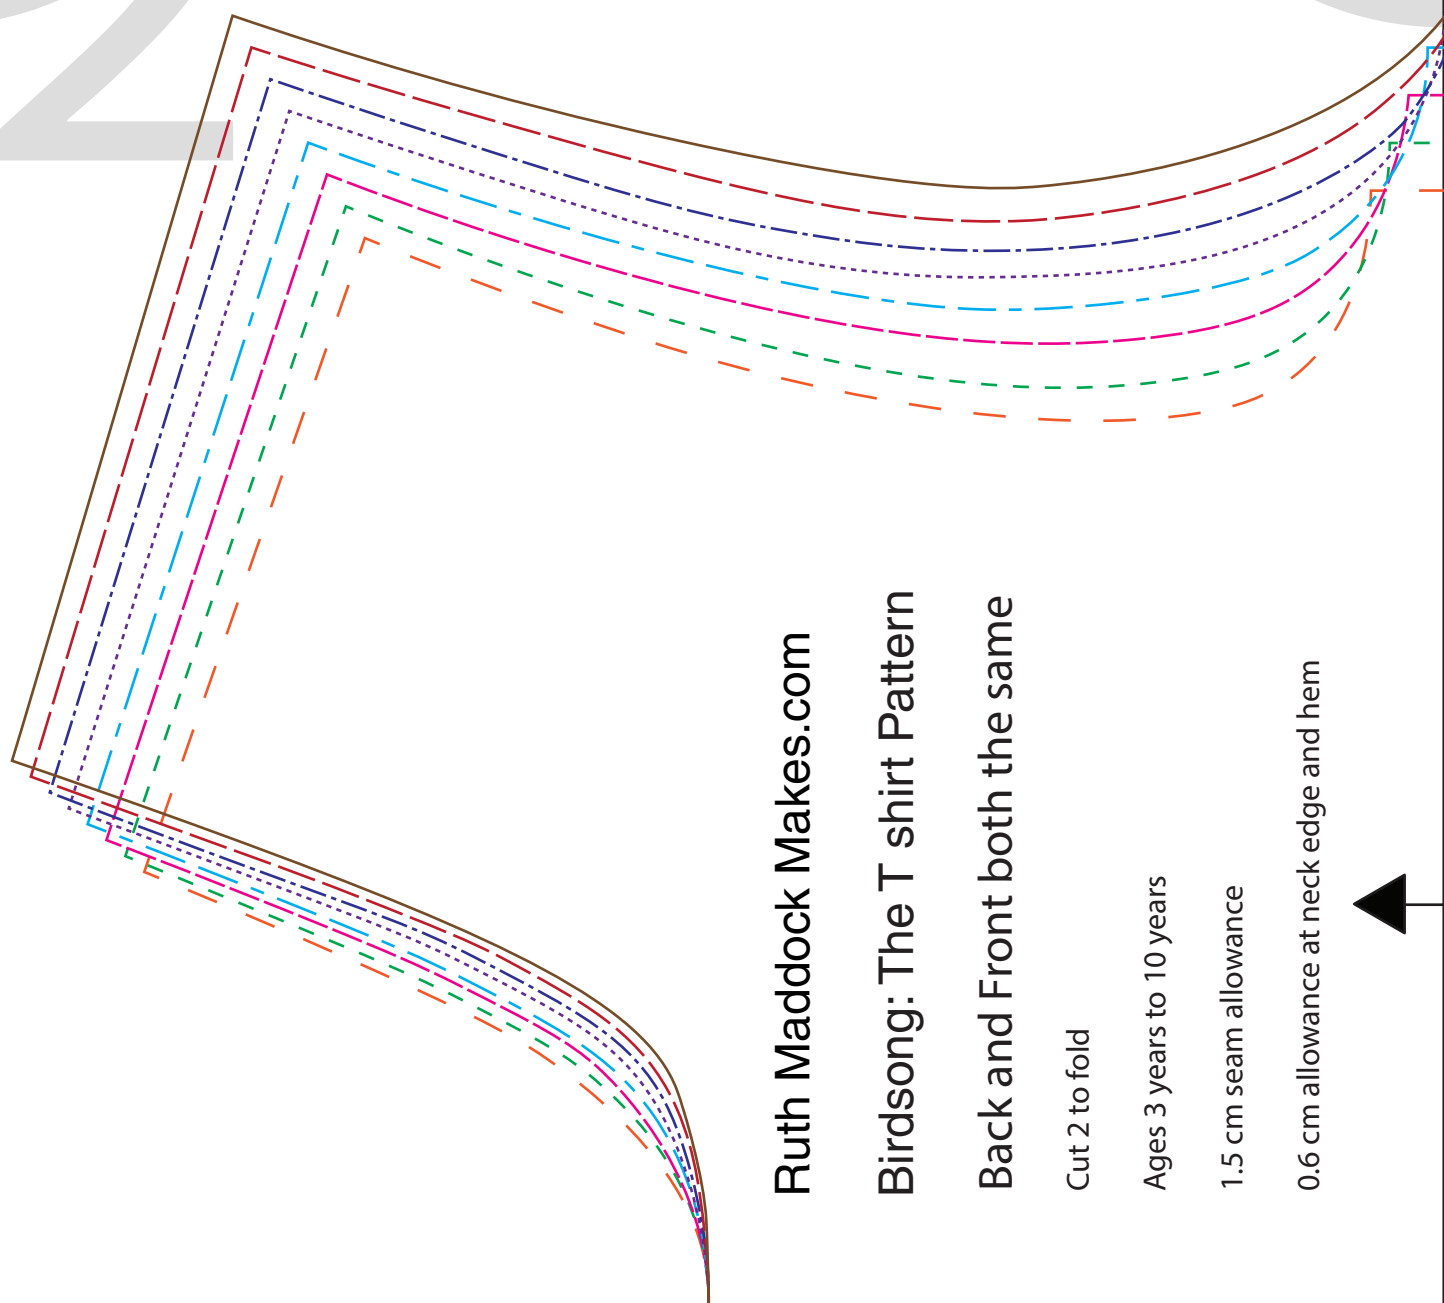 2
Ruth Maddock Makes.com
Birdsong: The T shirt Pattern
Back and Front both the same
Cut 2 to fold
Ages 3 years to 10 years
1.5 cm seam allowance
0.6 cm allowance at neck edge and hem